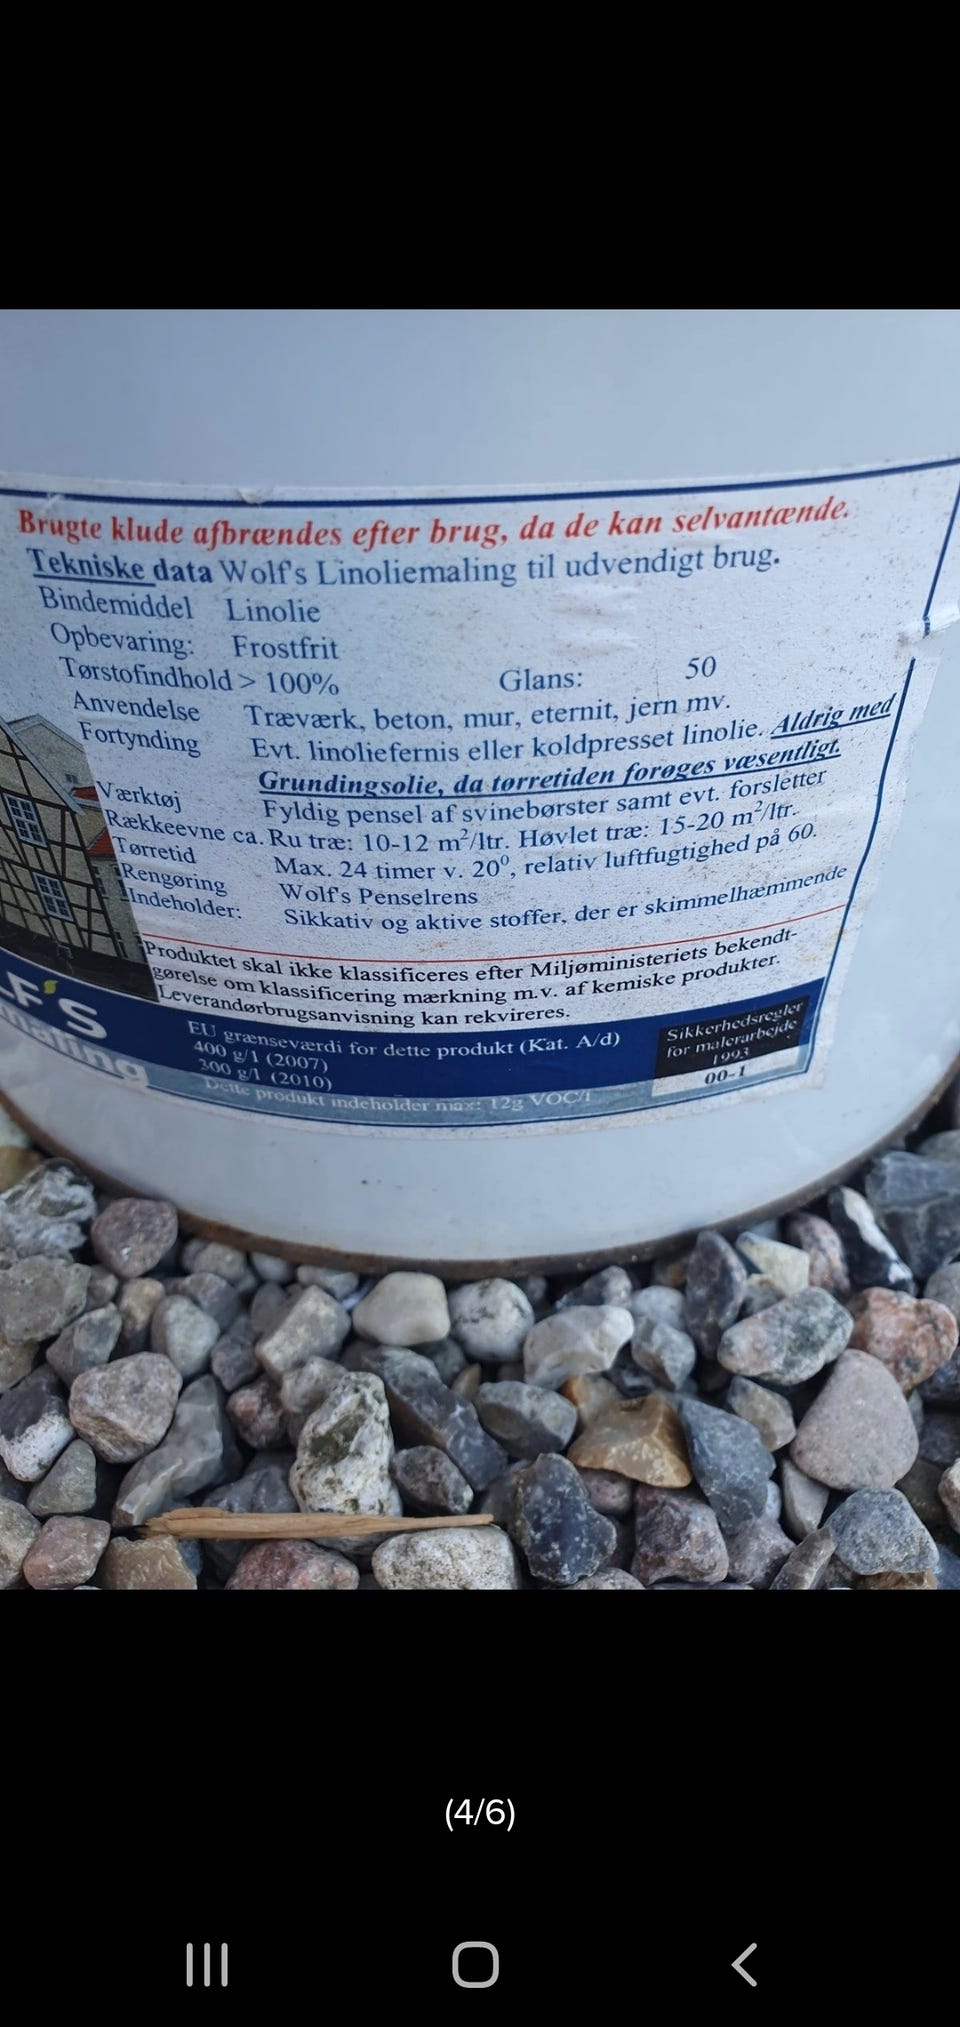 Brugte klude afbrændes efter brug, da de kan selvantænde.
Tekniske data Wolf's Linoliemaling til udvendigt brug.
Bindemiddel Linolie
Opbevaring: Frostfrit
Tørstofindhold > 100% Glans: 50
Anvendelse Træværk, beton, mur, eternit, jern mv.
Fortynding Evt. linoliefernis eller koldpresset linolie. Aldrig med
Grundingsolie, da tørretiden forøges væsentligt.
Værktøj Fyldig pensel af svinebørster samt evt. forsletter
Rækkeevne ca. Ru træ: 10-12 m²/ltr. Høvlet træ: 15-20 m²/ltr.
Tørretid Max. 24 timer v. 20⁰, relativ luftfugtighed på 60.
Rengøring Wolf's Penselrens
Indeholder: Sikkativ og aktive stoffer, der er skimmelhæmmende
Produktet skal ikke klassificeres efter Miljøministeriets bekendt-
gørelse om klassificering mærkning m.v. af kemiske produkter.
Leverandørbrugsanvisning kan rekvireres.
LF'S
maling
EU grænseværdi for dette produkt (Kat. A/d)
400 g/l (2007)
300 g/l (2010)
Dette produkt indeholder max: 12g VOC/l
Sikkerhedsregler
for malerarbejde
1993
00-1
(4/6)